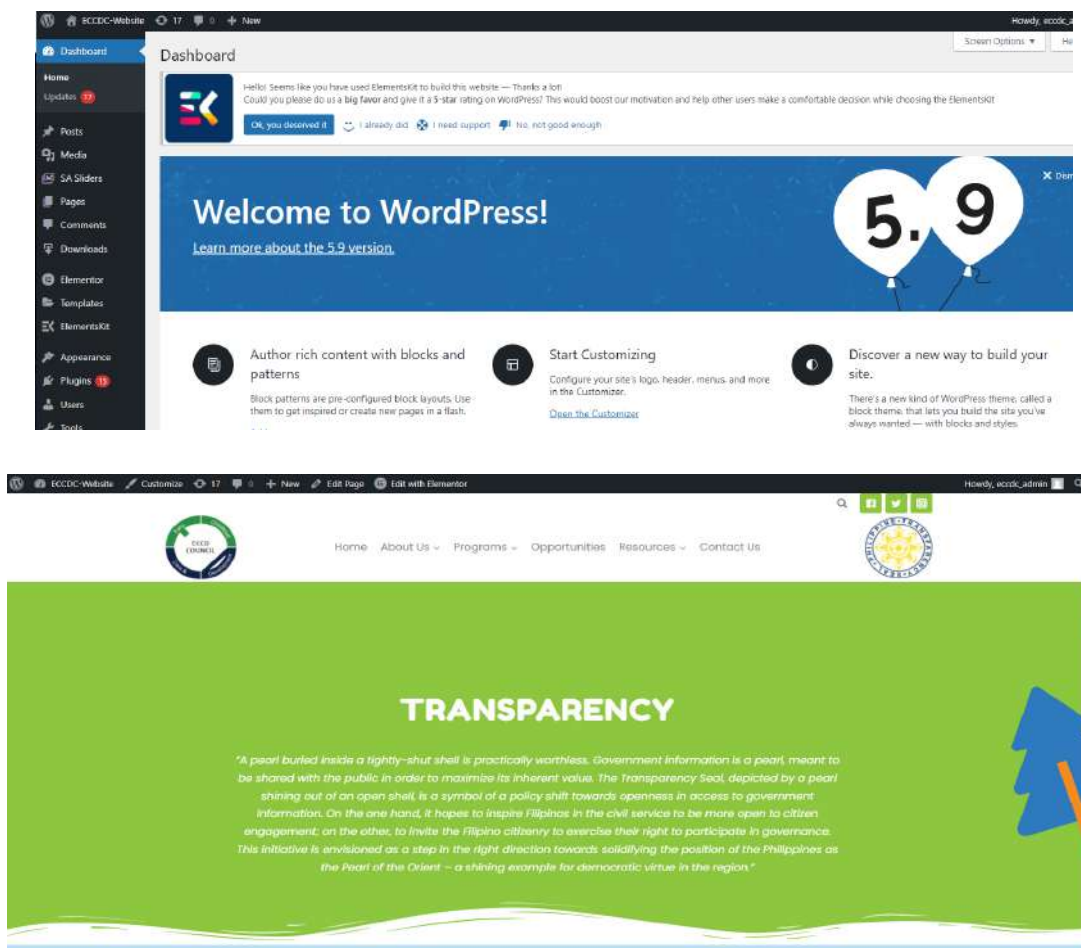 ECCDC-Website 17 0 + New Howdy, eccdc_a
Screen Options He
Dashboard
Dashboard
Home
Updates 17
Hello! Seems like you have used ElementsKit to build this website — Thanks a lot!
Could you please do us a big favor and give it a 5-star rating on WordPress? This would boost our motivation and help other users make a comfortable decision while choosing the ElementsKit
Ok, you deserved it I already did I need support No, not good enough
Posts
Media
SA Sliders
Pages
Comments
Downloads
Elementor
Templates
ElementsKit
Appearance
Plugins 15
Users
Tools
Dism
Welcome to WordPress!
Learn more about the 5.9 version.
5.9
Author rich content with blocks and
patterns
Block patterns are pre-configured block layouts. Use
them to get inspired or create new pages in a flash.
Start Customizing
Configure your site's logo, header, menus, and more
in the Customizer.
Open the Customizer
Discover a new way to build your
site.
There's a new kind of WordPress theme, called a
block theme, that lets you build the site you've
always wanted — with blocks and styles.
ECCDC-Website Customize 17 0 + New Edit Page Edit with Elementor Howdy, eccdc_admin
ECCD
COUNCIL
Home About Us Programs Opportunities Resources Contact Us
PHILIPPINE TRANSPARENCY SEAL
TRANSPARENCY
"A pearl buried inside a tightly-shut shell is practically worthless. Government information is a pearl, meant to
be shared with the public in order to maximize its inherent value. The Transparency Seal, depicted by a pearl
shining out of an open shell, is a symbol of a policy shift towards openness in access to government
information. On the one hand, it hopes to inspire Filipinos in the civil service to be more open to citizen
engagement; on the other, to invite the Filipino citizenry to exercise their right to participate in governance.
This initiative is envisioned as a step in the right direction towards solidifying the position of the Philippines as
the Pearl of the Orient – a shining example for democratic virtue in the region."